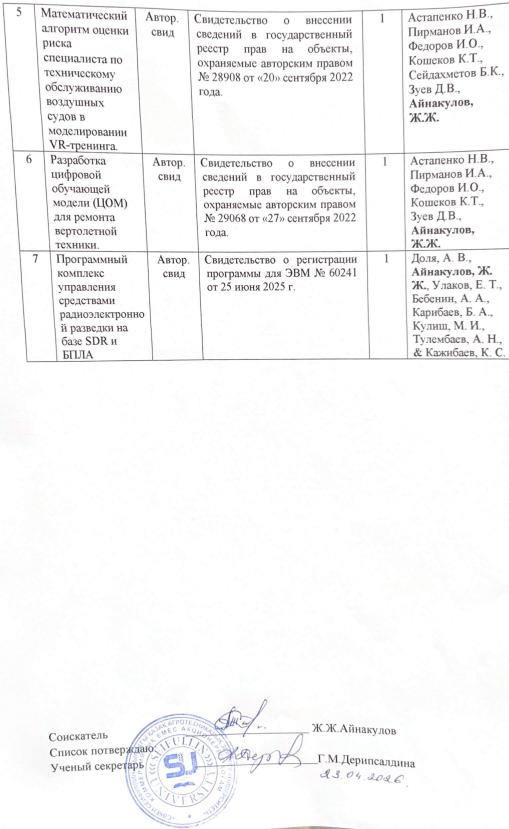 5
Математический
алгоритм оценки
риска
специалиста по
техническому
обслуживанию
воздушных
судов в
моделировании
VR-тренинга.
Автор.
свид
Свидетельство о внесении
сведений в государственный
реестр прав на объекты,
охраняемые авторским правом
№ 28908 от «20» сентября 2022
года.
1
Астапенко Н.В.,
Пирманов И.А.,
Федоров И.О.,
Кошеков К.Т.,
Сейдахметов Б.К.,
Зуев Д.В.,
Айнакулов,
Ж.Ж.
6
Разработка
цифровой
обучающей
модели (ЦОМ)
для ремонта
вертолетной
техники.
Автор.
свид
Свидетельство о внесении
сведений в государственный
реестр прав на объекты,
охраняемые авторским правом
№ 29068 от «27» сентября 2022
года.
1
Астапенко Н.В.,
Пирманов И.А.,
Федоров И.О.,
Кошеков К.Т.,
Зуев Д.В.,
Айнакулов,
Ж.Ж.
7
Программный
комплекс
управления
средствами
радиоэлектронно
й разведки на
базе SDR и
БПЛА
Автор.
свид
Свидетельство о регистрации
программы для ЭВМ № 60241
от 25 июня 2025 г.
1
Доля, А. В.,
Айнакулов, Ж.
Ж., Улаков, Е. Т.,
Бебенин, А. А.,
Карибаев, Б. А.,
Кулиш, М. И.,
Тулембаев, А. Н.,
& Кажибаев, К. С.
Соискатель Ж.Ж.Айнакулов
Список потверждаю:
Ученый секретарь Г.М.Дерипсалдина
23.04.2026.
SEIFULLIN
UNIVERSITY